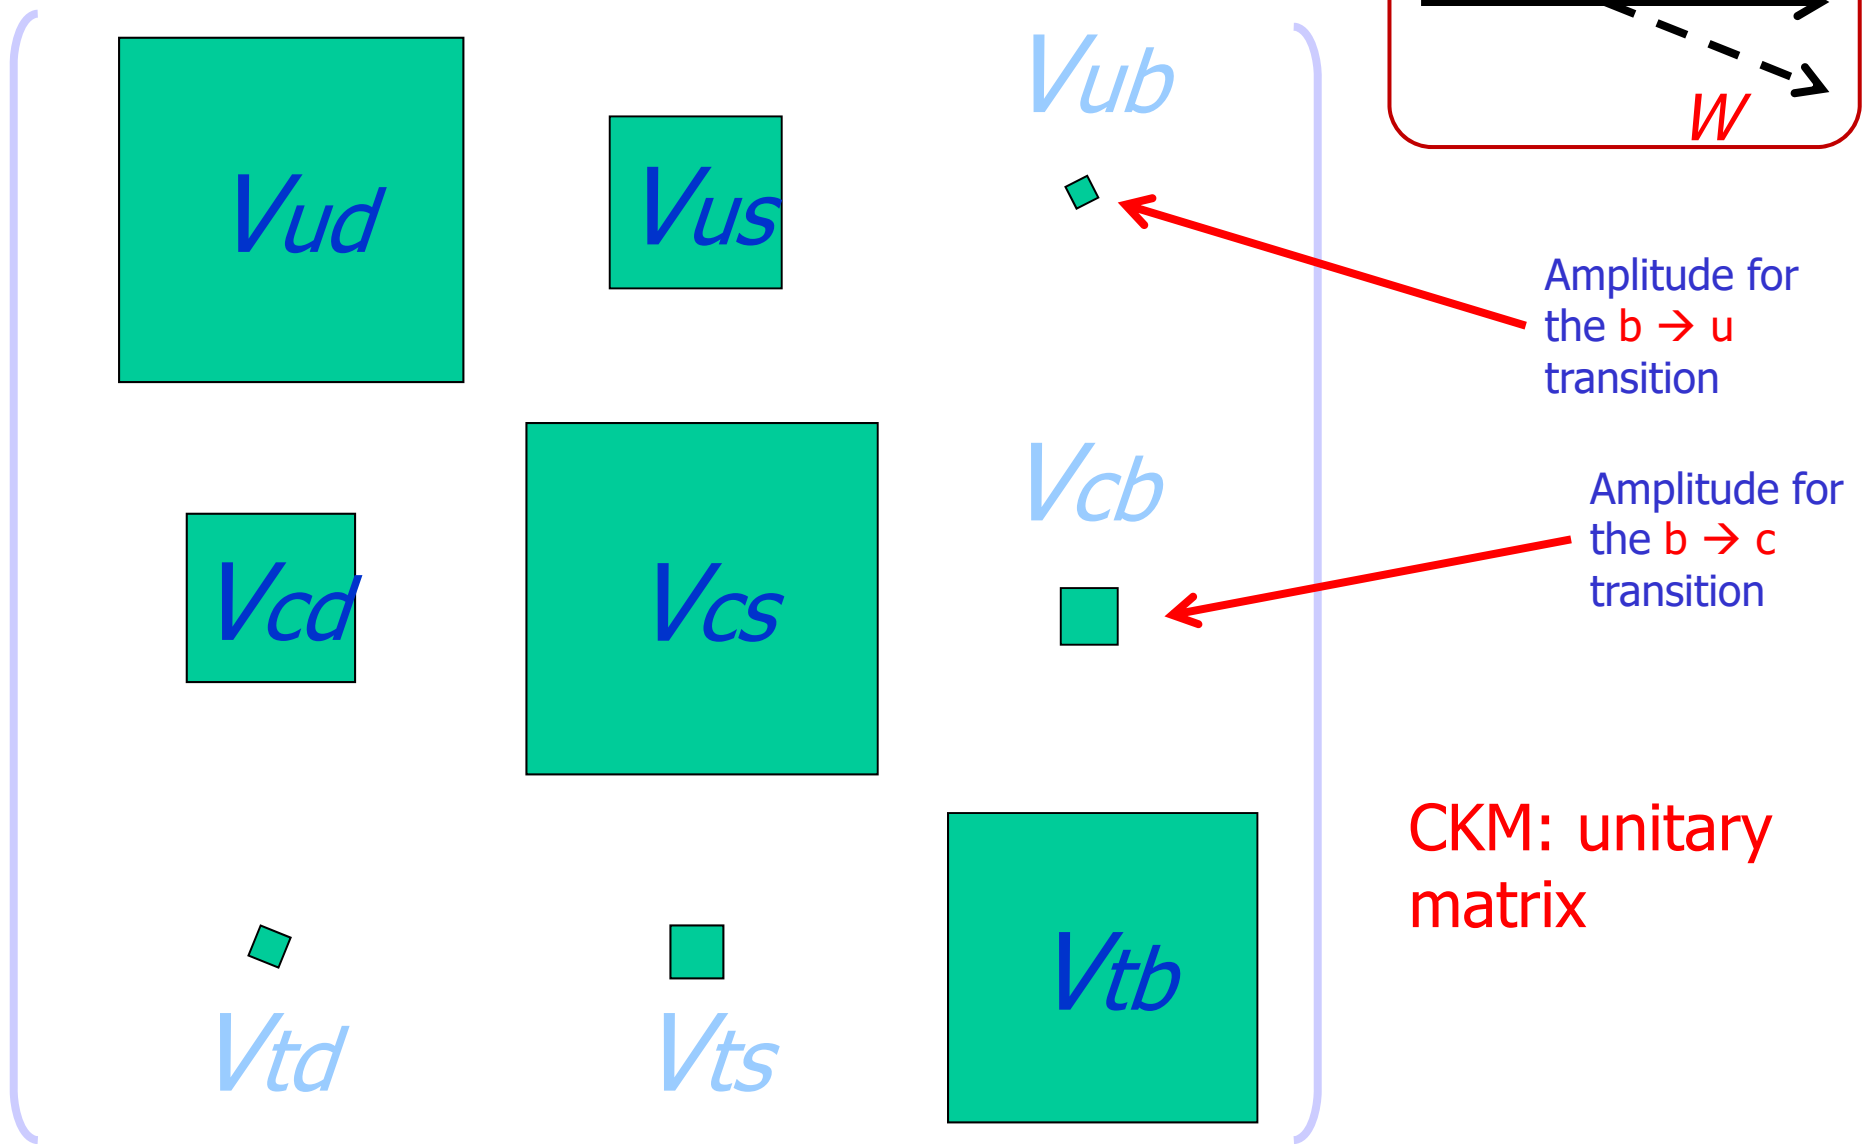 Vub
W
Vud
Vus
Amplitude for
the b → u
transition
Vcb
Amplitude for
the b → c
transition
Vcd
Vcs
CKM: unitary
matrix
Vtb
Vtd
Vts